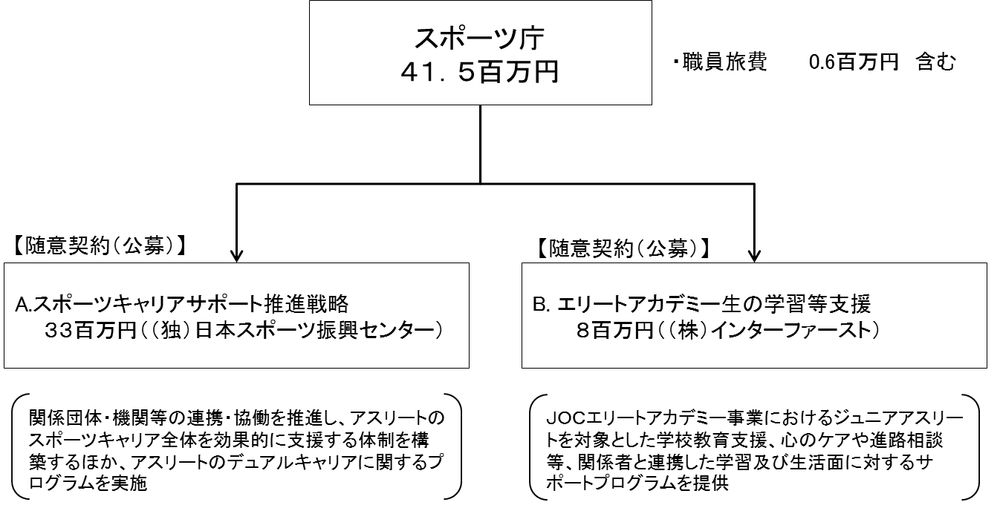 スポーツ庁
４１．５百万円
・職員旅費　　0.6百万円　含む
【随意契約（公募）】
A.スポーツキャリアサポート推進戦略
３３百万円（（独）日本スポーツ振興センター）
関係団体・機関等の連携・協働を推進し、アスリートの
スポーツキャリア全体を効果的に支援する体制を構
築するほか、アスリートのデュアルキャリアに関するプ
ログラムを実施
【随意契約（公募）】
B. エリートアカデミー生の学習等支援
８百万円（（株）インターファースト）
ＪＯＣエリートアカデミー事業におけるジュニアアスリー
トを対象とした学校教育支援、心のケアや進路相談
等、関係者と連携した学習及び生活面に対するサ
ポートプログラムを提供